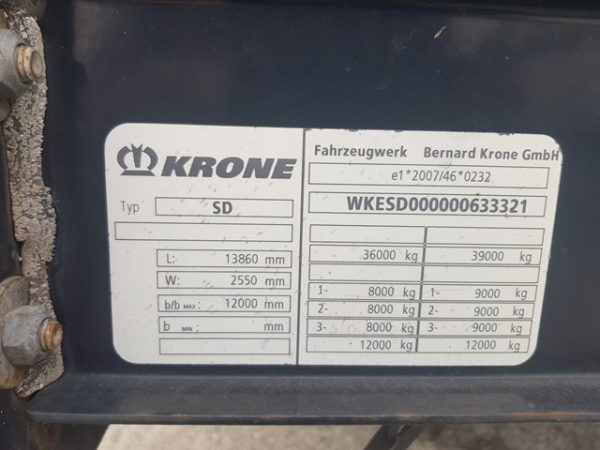 KRONE
Typ SD
L: 13860 mm
W: 2550 mm
b/b MAX : 12000 mm
b MIN : mm
Fahrzeugwerk Bernard Krone GmbH
e1*2007/46*0232
WKESD000000633321
36000 kg 39000 kg
1- 8000 kg 1- 9000 kg
2- 8000 kg 2- 9000 kg
3- 8000 kg 3- 9000 kg
12000 kg 12000 kg